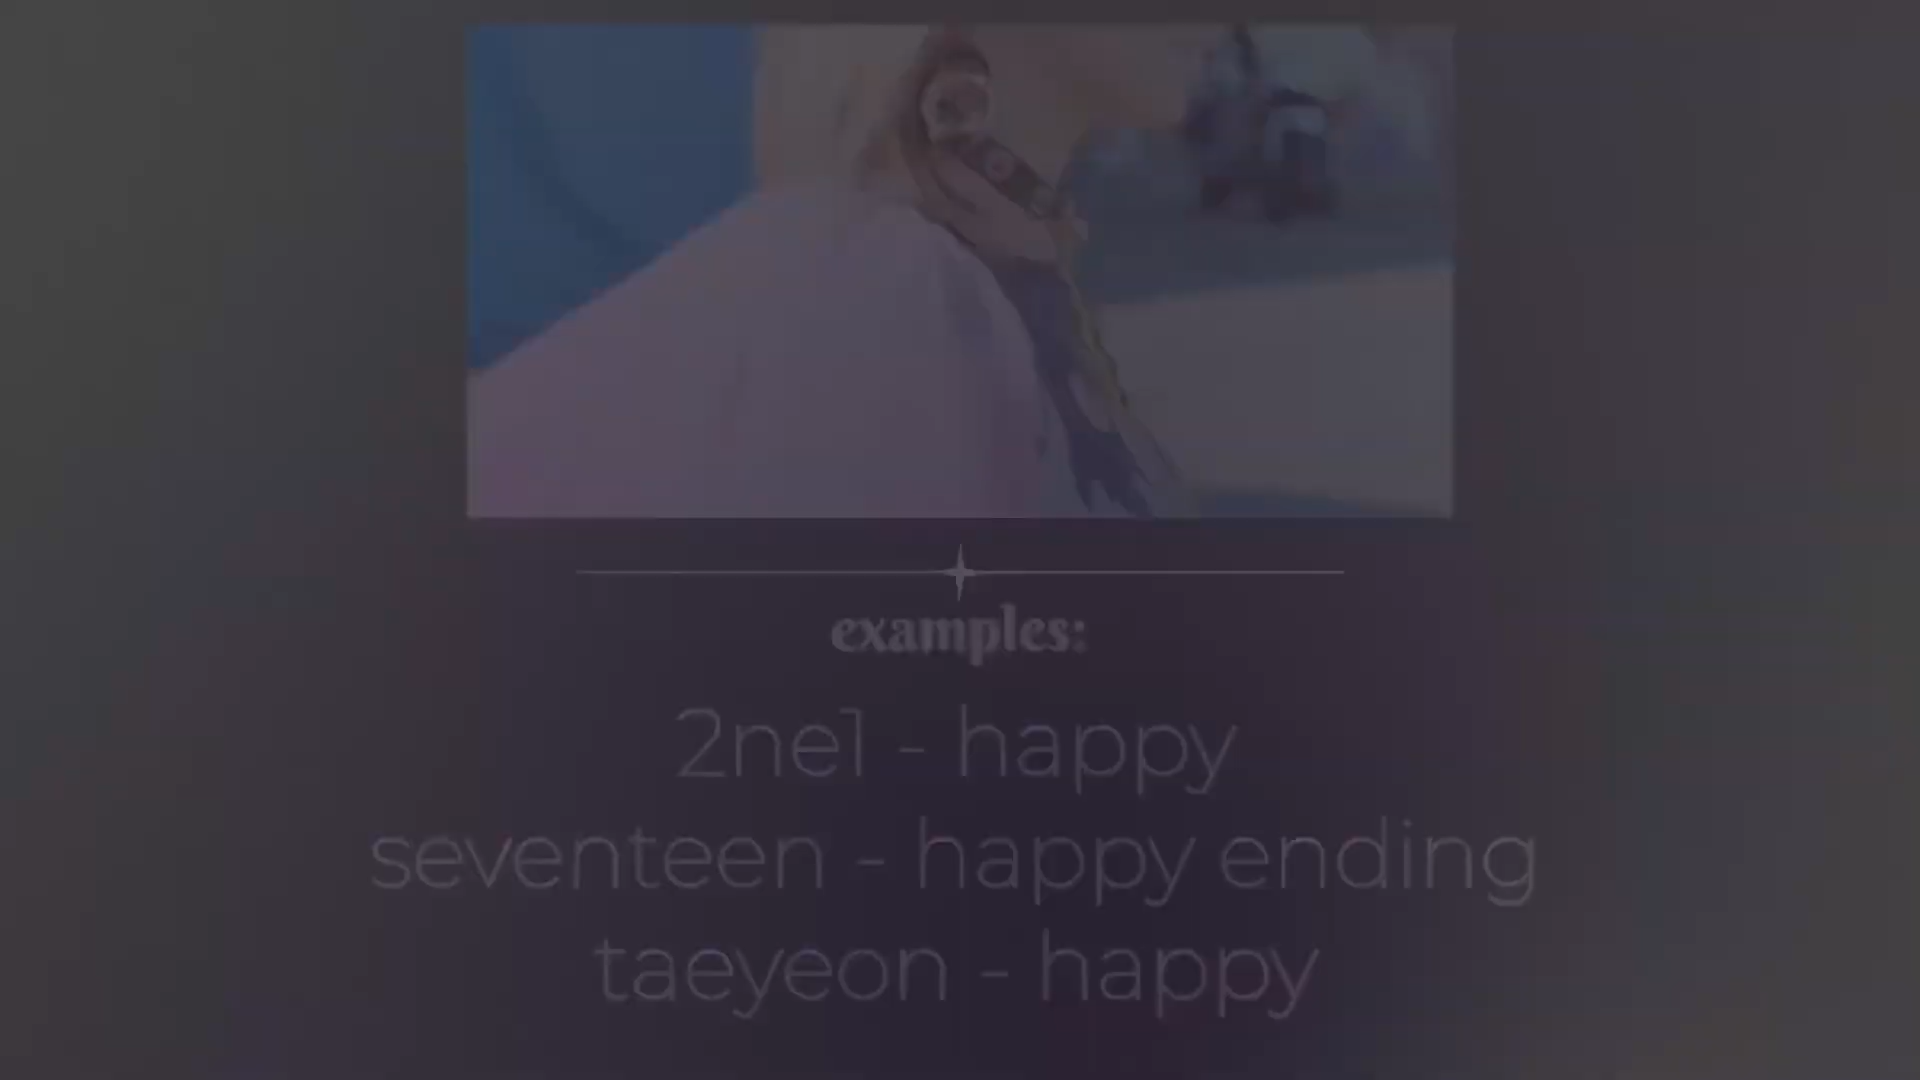 examples:
2ne1 - happy
seventeen - happy ending
taeyeon - happy